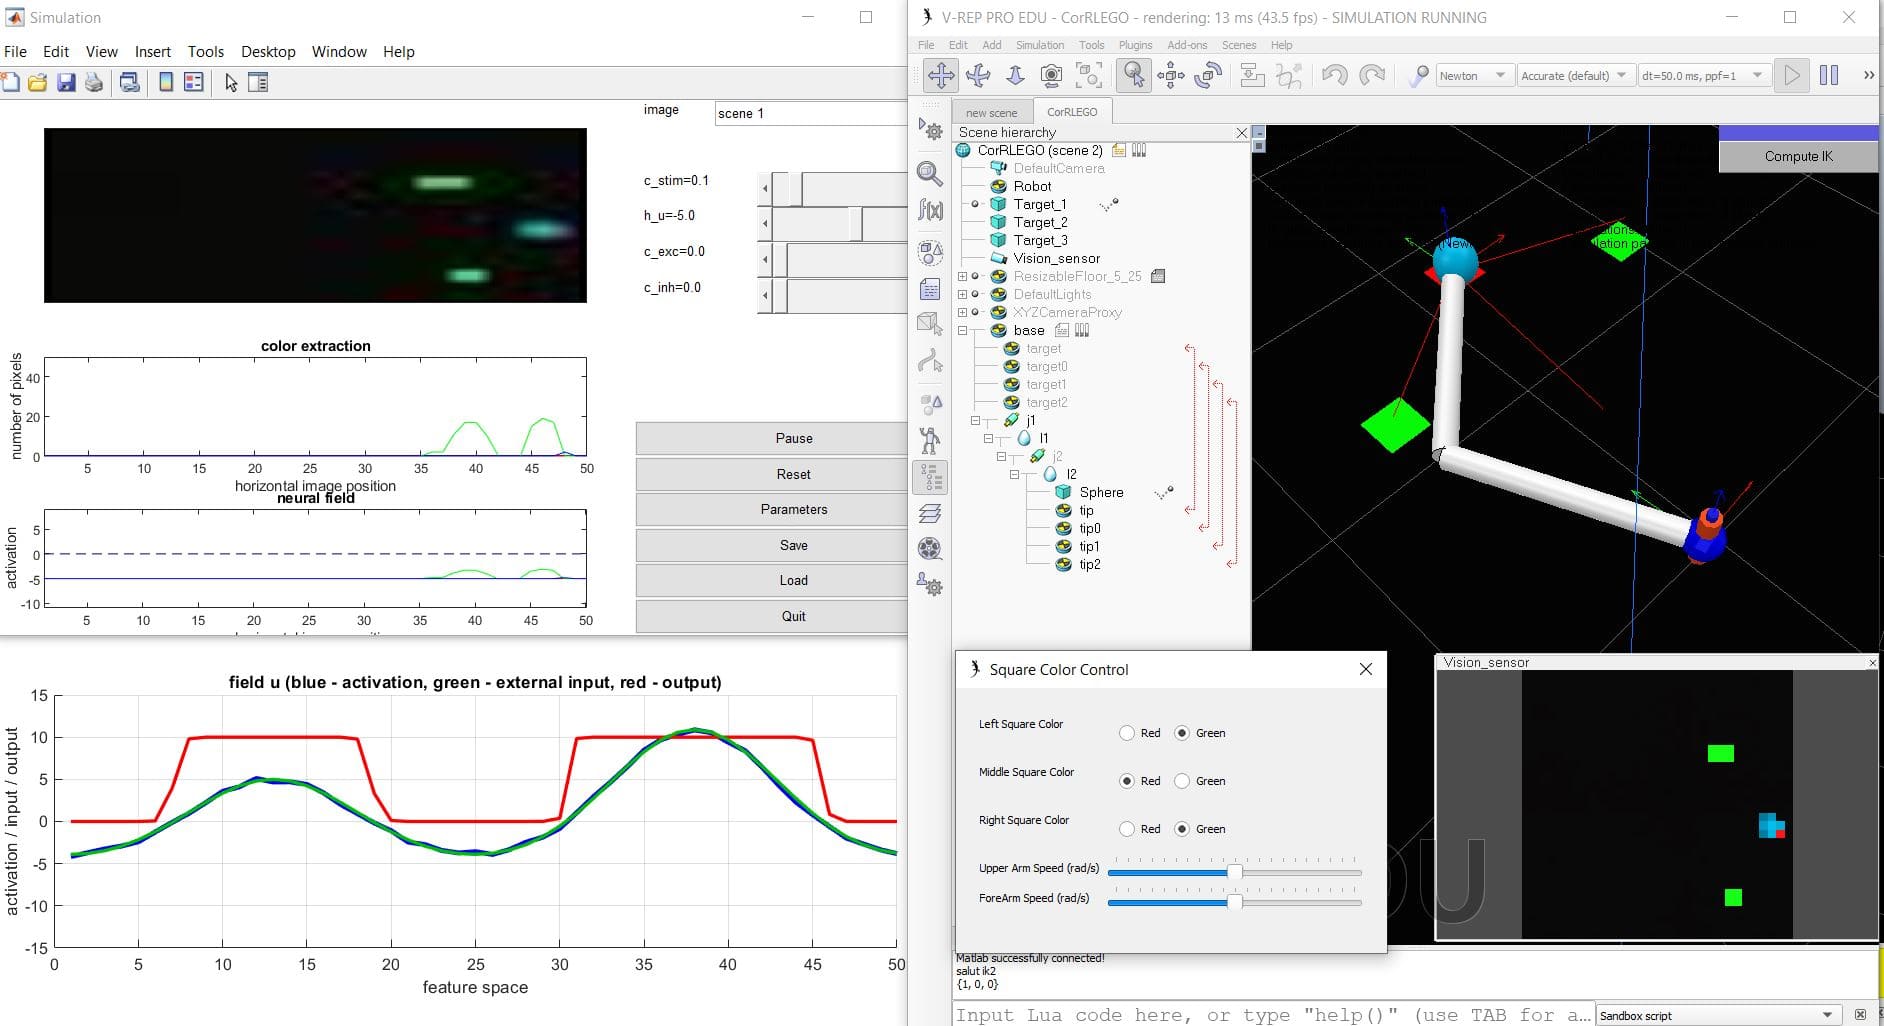 Simulation
File Edit View Insert Tools Desktop Window Help
image
scene 1
c_stim=0.1
h_u=-5.0
c_exc=0.0
c_inh=0.0
color extraction
number of pixels
40
20
0
5 10 15 20 25 30 35 40 45 50
horizontal image position
neural field
activation
5
0
-5
-10
5 10 15 20 25 30 35 40 45 50
Pause
Reset
Parameters
Save
Load
Quit
field u (blue - activation, green - external input, red - output)
activation / input / output
15
10
5
0
-5
-10
-15
0 5 10 15 20 25 30 35 40 45 50
feature space
V-REP PRO EDU - CorRLEGO - rendering: 13 ms (43.5 fps) - SIMULATION RUNNING
File Edit Add Simulation Tools Plugins Add-ons Scenes Help
Newton
Accurate (default)
dt=50.0 ms, ppf=1
new scene
CorRLEGO
Scene hierarchy
CorRLEGO (scene 2)
DefaultCamera
Robot
Target_1
Target_2
Target_3
Vision_sensor
ResizableFloor_5_25
DefaultLights
XYZCameraProxy
base
target
target0
target1
target2
j1
l1
j2
l2
Sphere
tip
tip0
tip1
tip2
Compute IK
Square Color Control
Left Square Color
Red
Green
Middle Square Color
Red
Green
Right Square Color
Red
Green
Upper Arm Speed (rad/s)
ForeArm Speed (rad/s)
Vision_sensor
Matlab successfully connected!
salut ik2
{1, 0, 0}
Input Lua code here, or type "help()" (use TAB for a...
Sandbox script